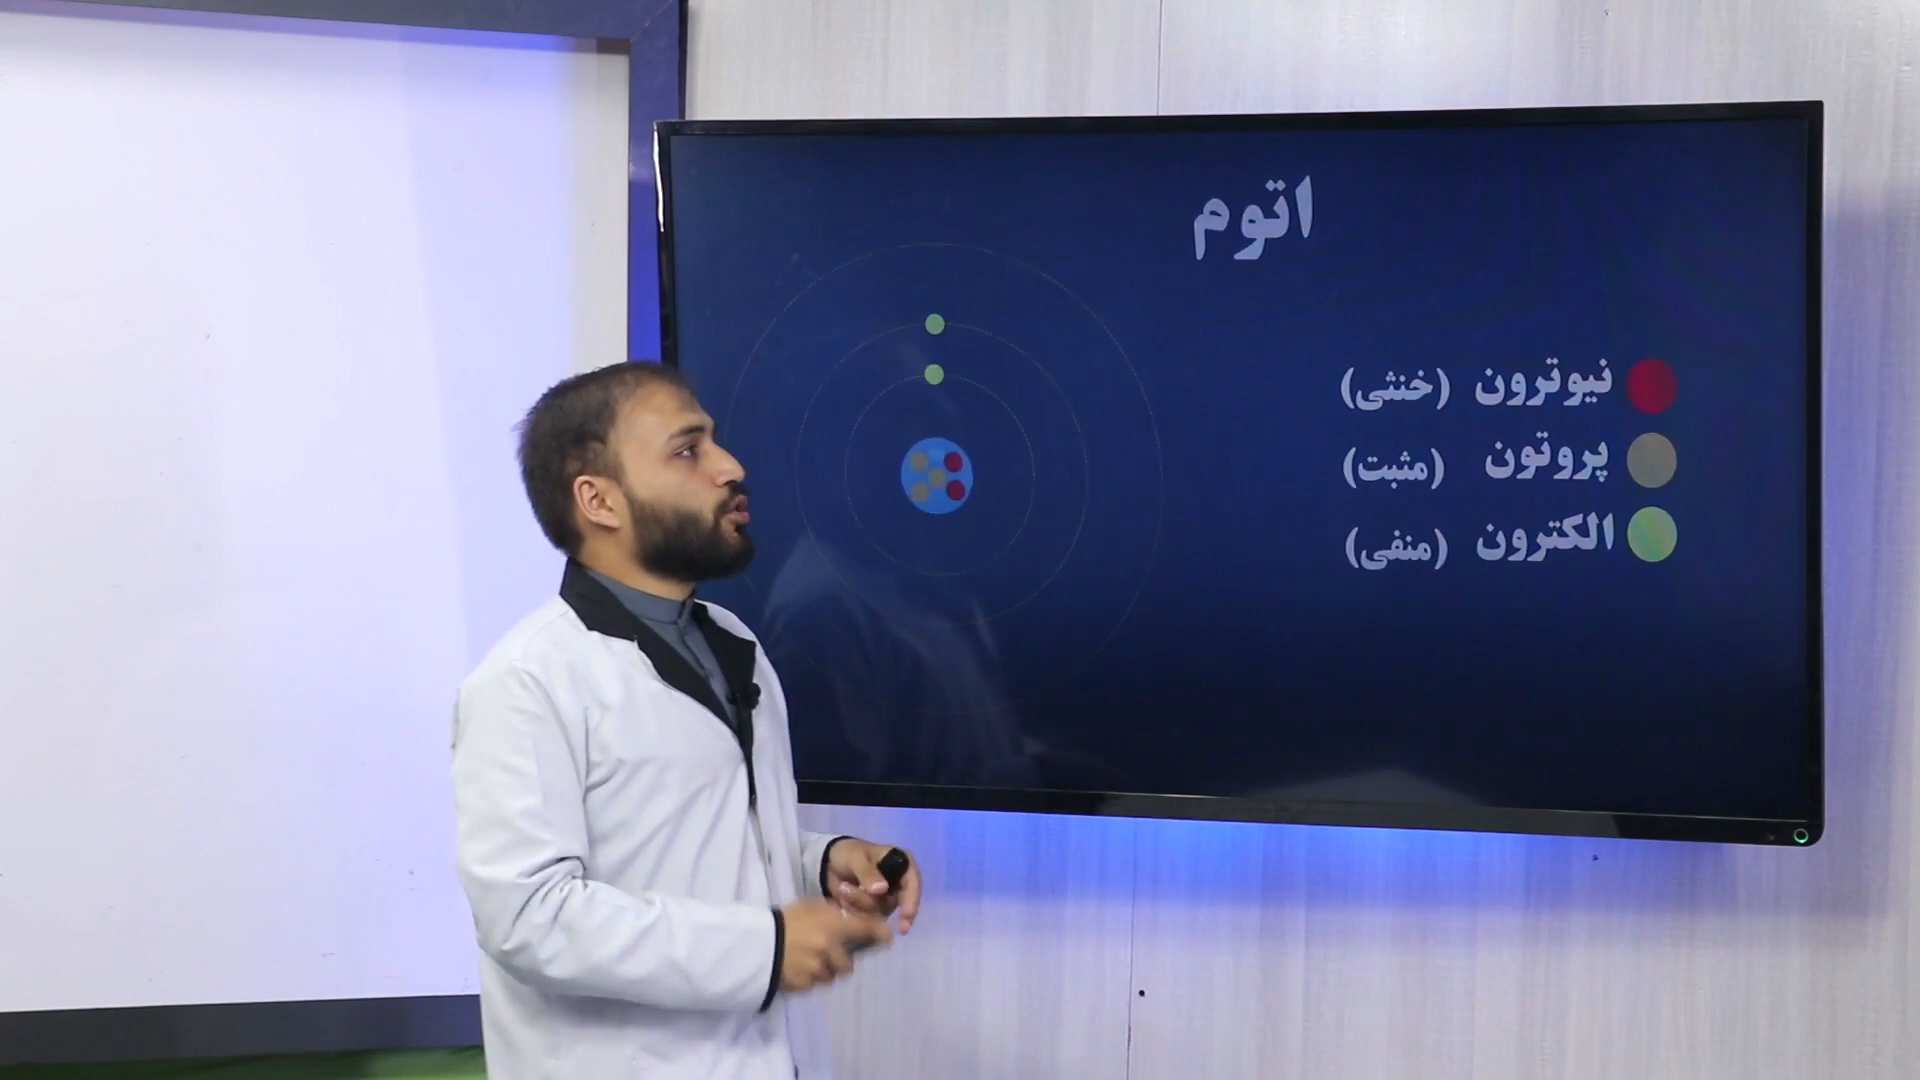 اتوم
نیوترون (خنثی)
پروتون (مثبت)
الکترون (منفی)